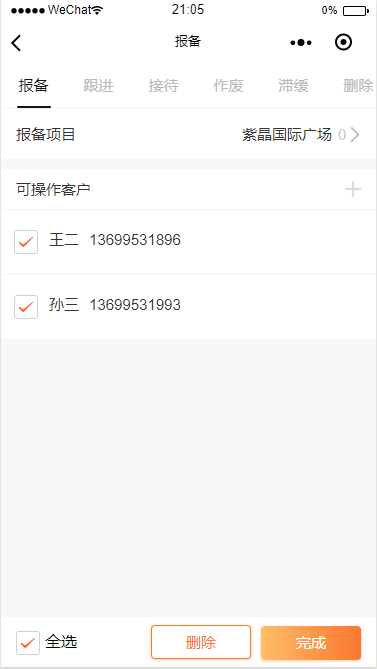 ●●●●● WeChat 21:05 0%
报备
报备 跟进 接待 作废 滞缓 删除
报备项目 紫晶国际广场 ()
可操作客户
王二 13699531896
孙三 13699531993
全选 删除 完成